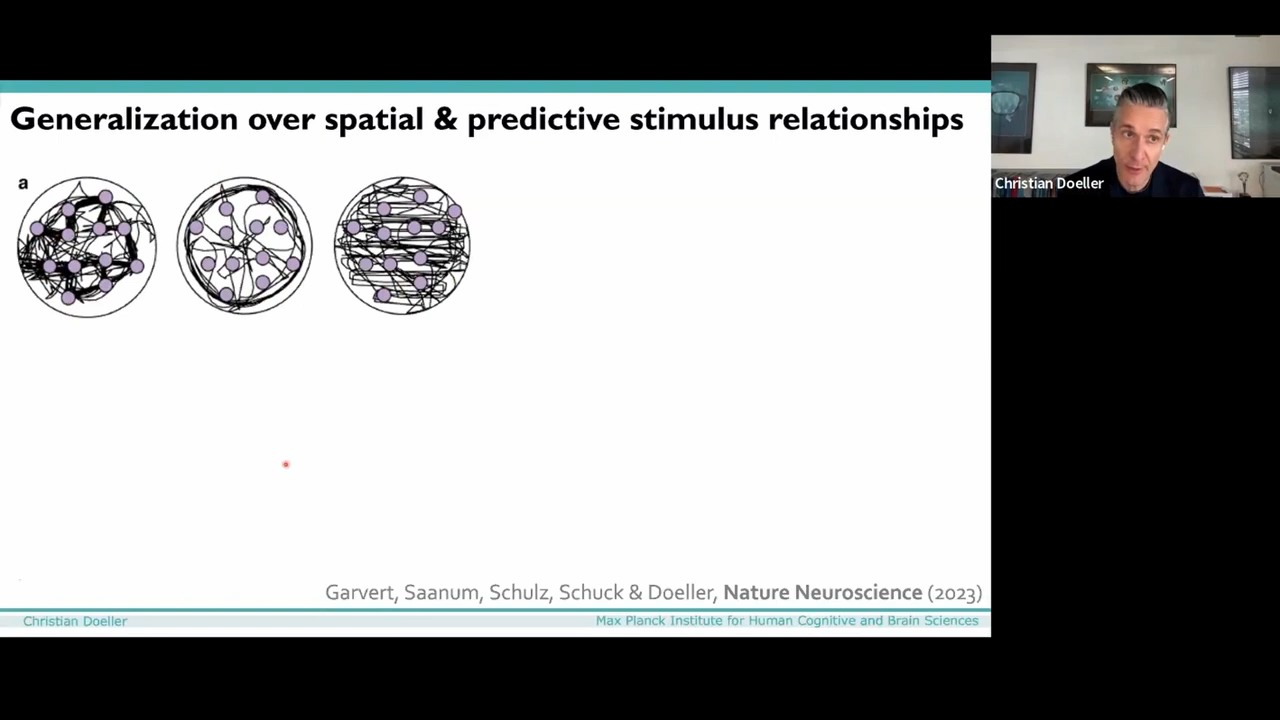 Generalization over spatial & predictive stimulus relationships
a
Christian Doeller
Garvert, Saanum, Schulz, Schuck & Doeller, Nature Neuroscience (2023)
Christian Doeller
Max Planck Institute for Human Cognitive and Brain Sciences